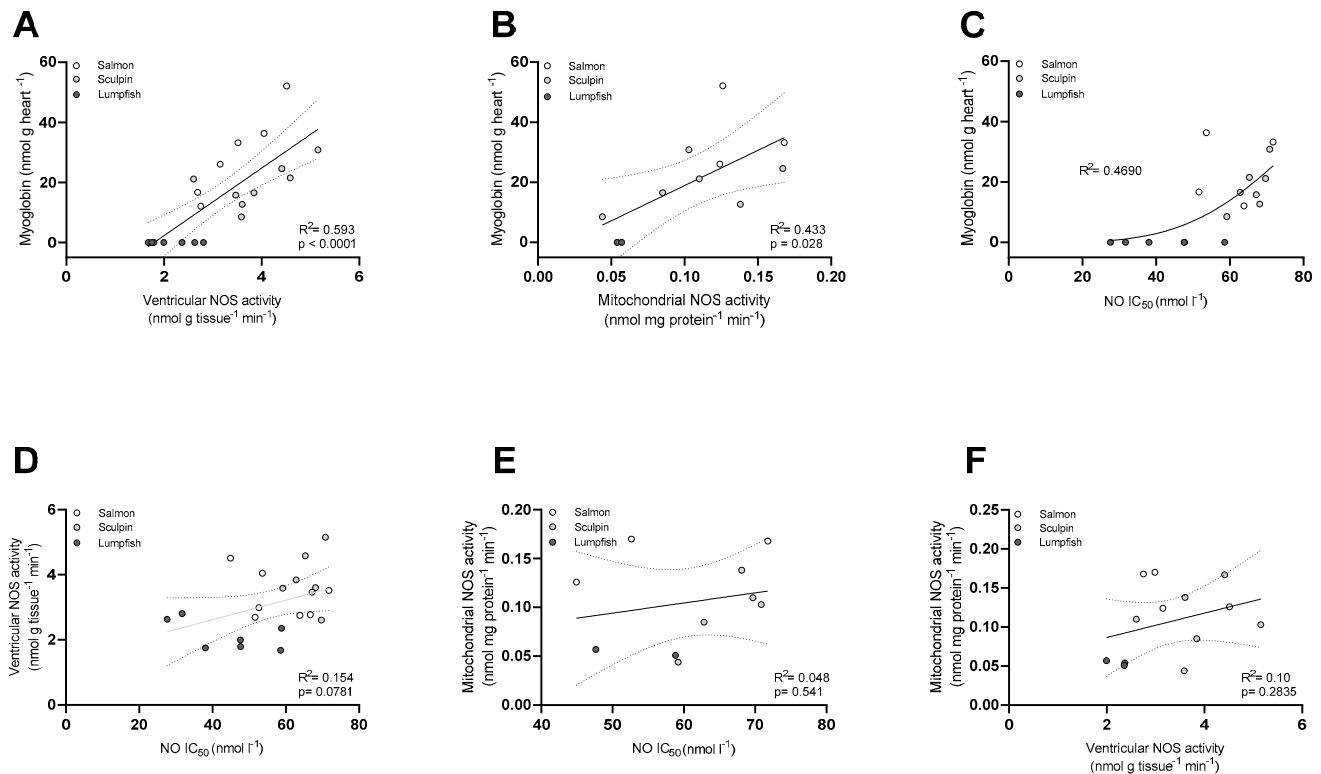 A
Myoglobin (nmol g heart ⁻¹)
60
40
20
0
Salmon
Sculpin
Lumpfish
R²= 0.593
p < 0.0001
0 2 4 6
Ventricular NOS activity
(nmol g tissue⁻¹ min⁻¹)
B
Myoglobin (nmol g heart ⁻¹)
60
40
20
0
Salmon
Sculpin
Lumpfish
R²= 0.433
p = 0.028
0.00 0.05 0.10 0.15 0.20
Mitochondrial NOS activity
(nmol mg protein⁻¹ min⁻¹)
C
Myoglobin (nmol g heart ⁻¹)
60
40
20
0
Salmon
Sculpin
Lumpfish
R²= 0.4690
0 20 40 60 80
NO IC₅₀ (nmol l⁻¹)
D
Ventricular NOS activity
(nmol g tissue⁻¹ min⁻¹)
6
4
2
0
Salmon
Sculpin
Lumpfish
R²= 0.154
p= 0.0781
0 20 40 60 80
NO IC₅₀ (nmol l⁻¹)
E
Mitochondrial NOS activity
(nmol mg protein⁻¹ min⁻¹)
0.20
0.15
0.10
0.05
0.00
Salmon
Sculpin
Lumpfish
R²= 0.048
p= 0.541
40 50 60 70 80
NO IC₅₀ (nmol l⁻¹)
F
Mitochondrial NOS activity
(nmol mg protein⁻¹ min⁻¹)
0.25
0.20
0.15
0.10
0.05
0.00
Salmon
Sculpin
Lumpfish
R²= 0.10
p= 0.2835
0 2 4 6
Ventricular NOS activity
(nmol g tissue⁻¹ min⁻¹)